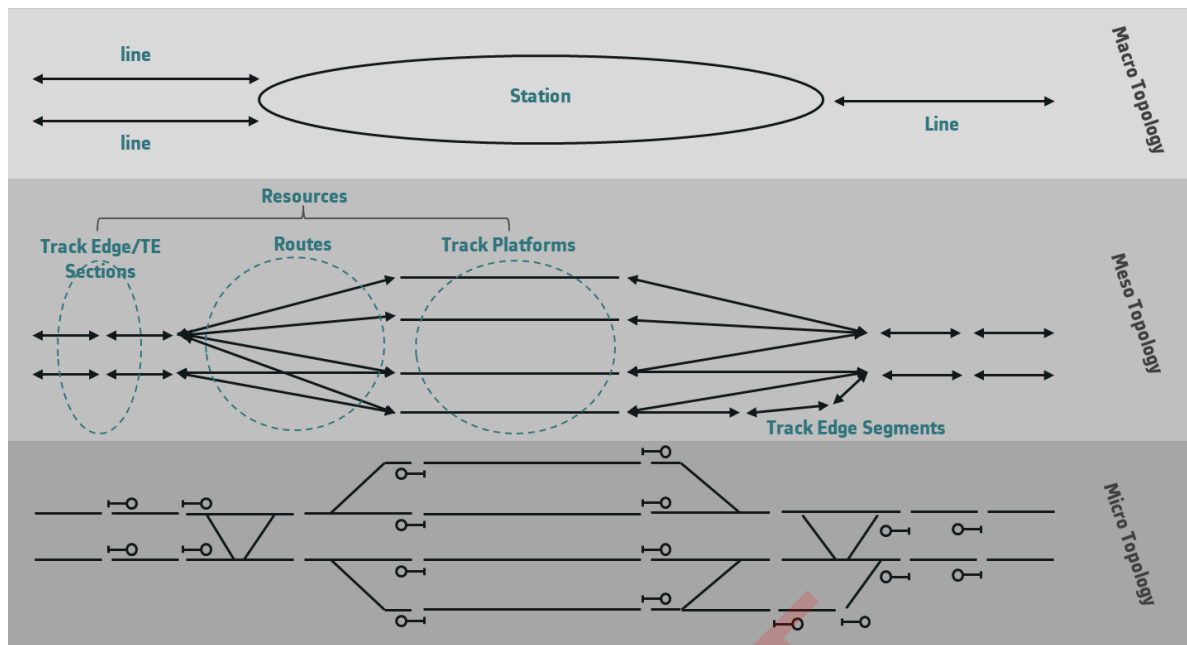 line
Station
line
Line
Macro Topology
Resources
Track Edge/TE
Sections
Routes
Track Platforms
Track Edge Segments
Meso Topology
Micro Topology